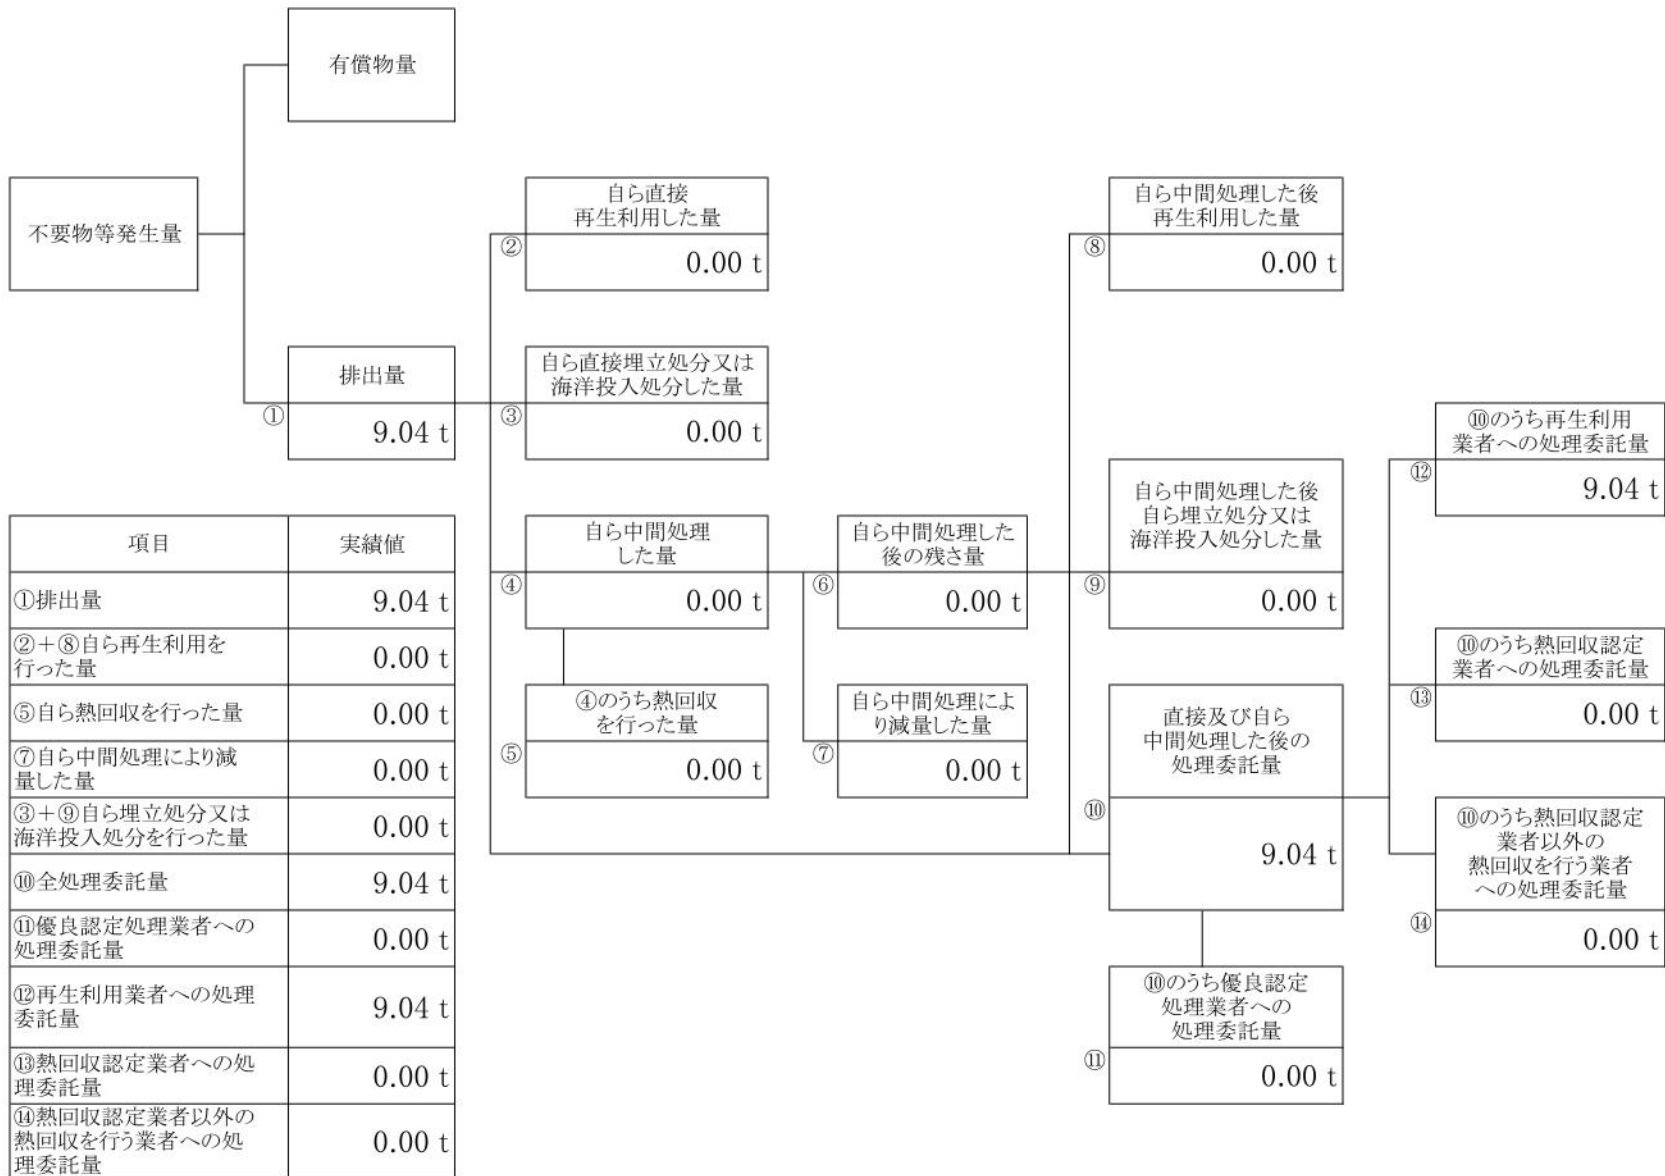 有償物量
不要物等発生量
自ら直接
再生利用した量
②
0.00 t
自ら中間処理した後
再生利用した量
⑧
0.00 t
排出量
①
9.04 t
自ら直接埋立処分又は
海洋投入処分した量
③
0.00 t
⑩のうち再生利用
業者への処理委託量
⑫
9.04 t
自ら中間処理
した量
④
0.00 t
自ら中間処理した
後の残さ量
⑥
0.00 t
自ら中間処理した後
自ら埋立処分又は
海洋投入処分した量
⑨
0.00 t
⑩のうち熱回収認定
業者への処理委託量
⑬
0.00 t
④のうち熱回収
を行った量
⑤
0.00 t
自ら中間処理によ
り減量した量
⑦
0.00 t
直接及び自ら
中間処理した後の
処理委託量
⑩
9.04 t
⑩のうち熱回収認定
業者以外の
熱回収を行う業者
への処理委託量
⑭
0.00 t
⑩のうち優良認定
処理業者への
処理委託量
⑪
0.00 t
項目 実績値
①排出量 9.04 t
②＋⑧自ら再生利用を
行った量 0.00 t
⑤自ら熱回収を行った量 0.00 t
⑦自ら中間処理により減
量した量 0.00 t
③＋⑨自ら埋立処分又は
海洋投入処分を行った量 0.00 t
⑩全処理委託量 9.04 t
⑪優良認定処理業者への
処理委託量 0.00 t
⑫再生利用業者への処理
委託量 9.04 t
⑬熱回収認定業者への処
理委託量 0.00 t
⑭熱回収認定業者以外の
熱回収を行う業者への処
理委託量 0.00 t